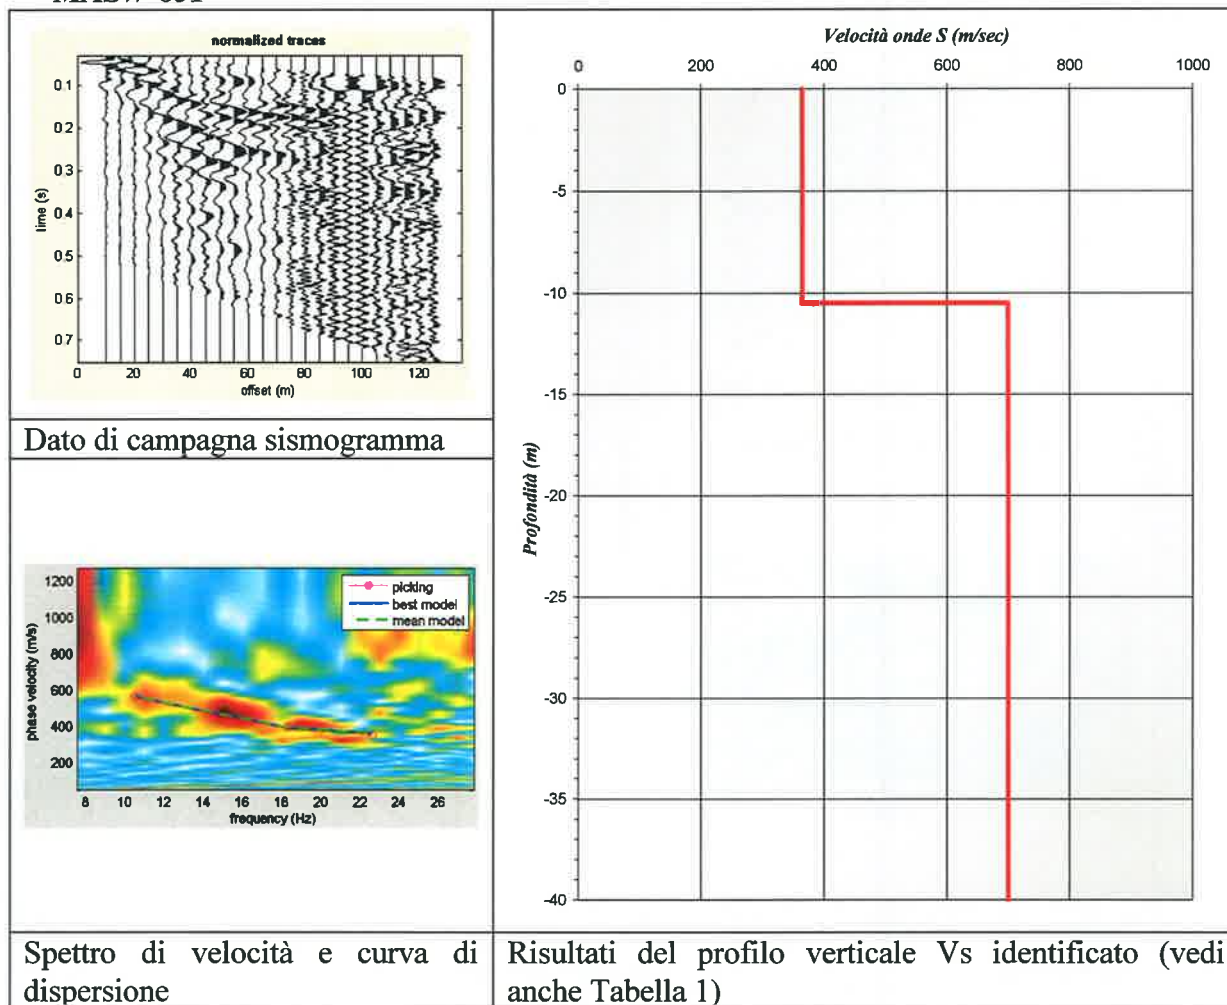 normalized traces
0.1
0.2
0.3
0.4
0.5
0.6
0.7
time (s)
0 20 40 60 80 100 120
offset (m)
Dato di campagna sismogramma
1200
1000
800
600
400
200
phase velocity (m/s)
picking
best model
mean model
8 10 12 14 16 18 20 22 24 26
frequency (Hz)
Spettro di velocità e curva di
dispersione
Velocità onde S (m/sec)
0 200 400 600 800 1000
0
-5
-10
-15
-20
-25
-30
-35
-40
Profondità (m)
Risultati del profilo verticale Vs identificato (vedi
anche Tabella 1)